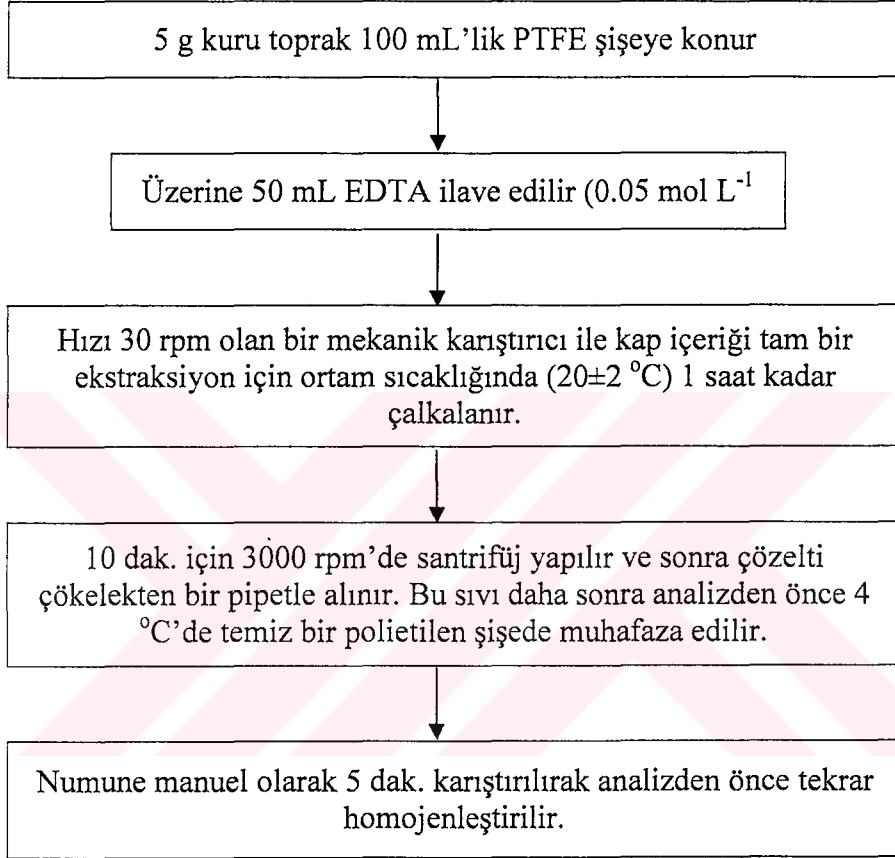 5 g kuru toprak 100 mL’lik PTFE şişeye konur
Üzerine 50 mL EDTA ilave edilir (0.05 mol L⁻¹
Hızı 30 rpm olan bir mekanik karıştırıcı ile kap içeriği tam bir
ekstraksiyon için ortam sıcaklığında (20±2 °C) 1 saat kadar
çalkalanır.
10 dak. için 3000 rpm’de santrifüj yapılır ve sonra çözelti
çökelekten bir pipetle alınır. Bu sıvı daha sonra analizden önce 4
°C’de temiz bir polietilen şişede muhafaza edilir.
Numune manuel olarak 5 dak. karıştırılırak analizden önce tekrar
homojenleştirilir.